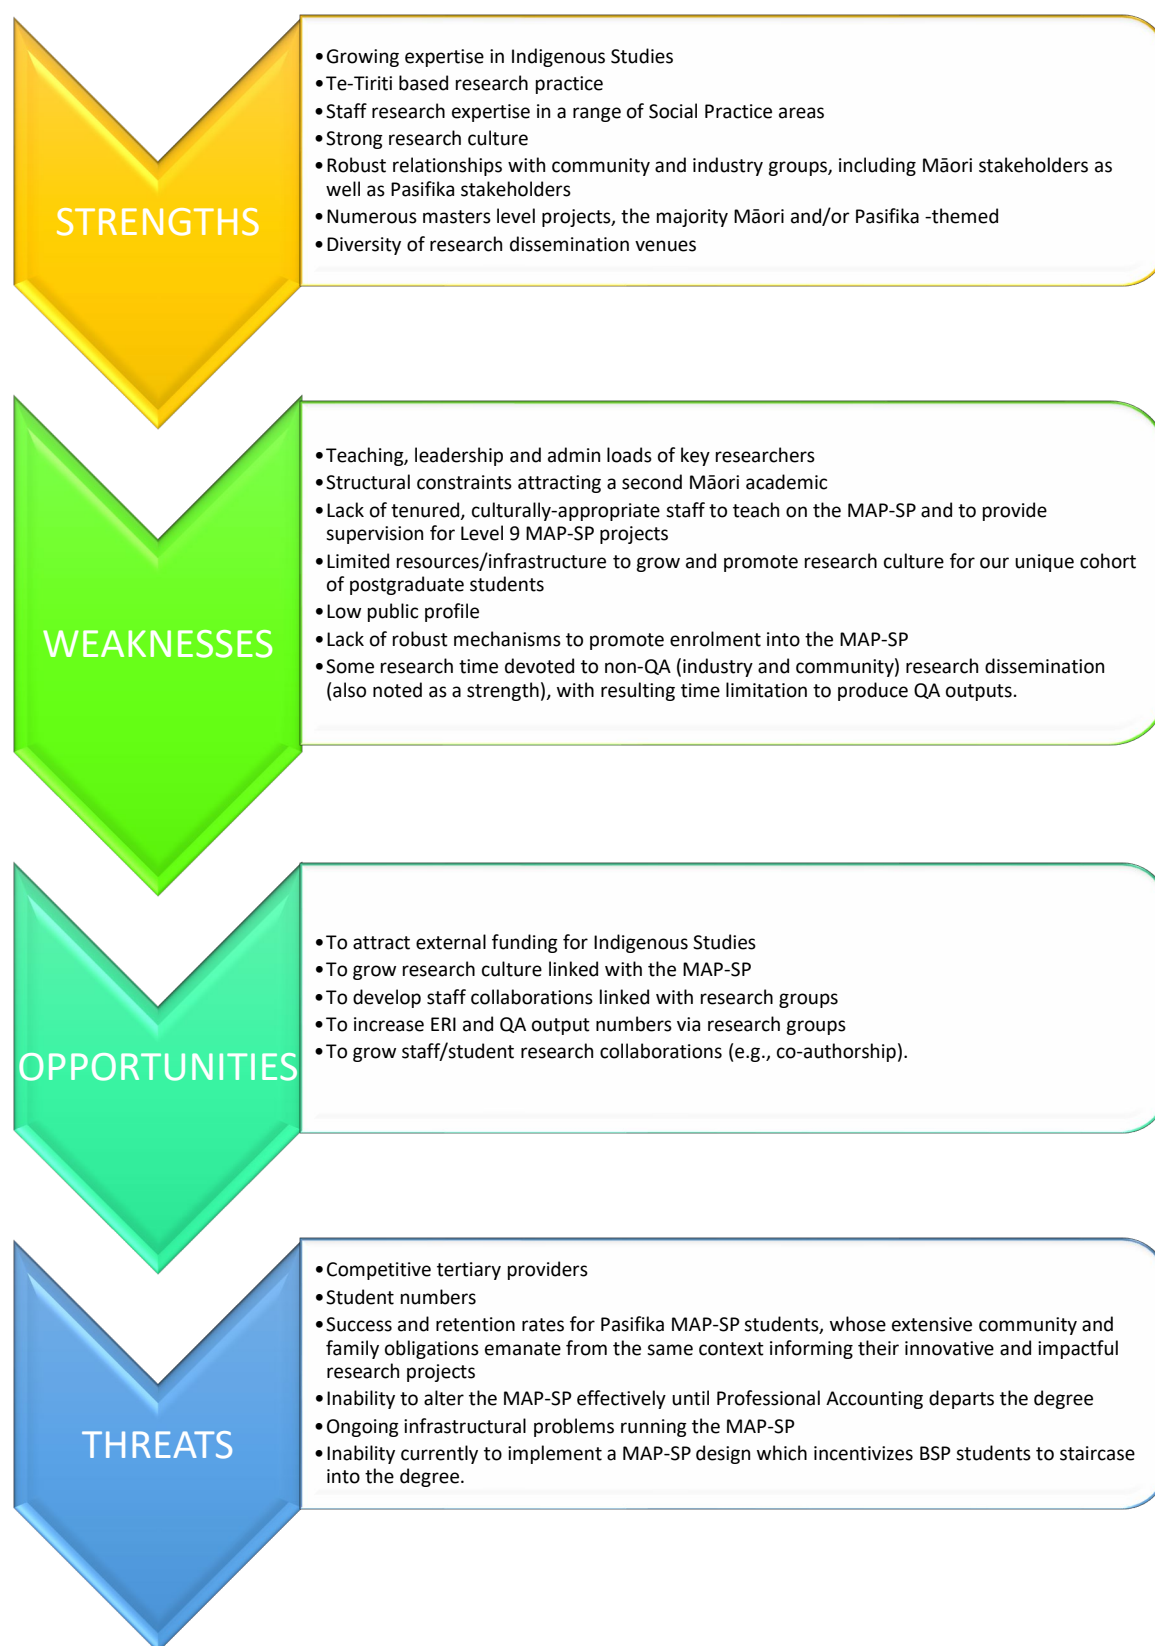 STRENGTHS
•Growing expertise in Indigenous Studies
•Te-Tiriti based research practice
•Staff research expertise in a range of Social Practice areas
•Strong research culture
•Robust relationships with community and industry groups, including Māori stakeholders as
well as Pasifika stakeholders
•Numerous masters level projects, the majority Māori and/or Pasifika -themed
•Diversity of research dissemination venues
WEAKNESSES
•Teaching, leadership and admin loads of key researchers
•Structural constraints attracting a second Māori academic
•Lack of tenured, culturally-appropriate staff to teach on the MAP-SP and to provide
supervision for Level 9 MAP-SP projects
•Limited resources/infrastructure to grow and promote research culture for our unique cohort
of postgraduate students
•Low public profile
•Lack of robust mechanisms to promote enrolment into the MAP-SP
•Some research time devoted to non-QA (industry and community) research dissemination
(also noted as a strength), with resulting time limitation to produce QA outputs.
OPPORTUNITIES
•To attract external funding for Indigenous Studies
•To grow research culture linked with the MAP-SP
•To develop staff collaborations linked with research groups
•To increase ERI and QA output numbers via research groups
•To grow staff/student research collaborations (e.g., co-authorship).
THREATS
•Competitive tertiary providers
•Student numbers
•Success and retention rates for Pasifika MAP-SP students, whose extensive community and
family obligations emanate from the same context informing their innovative and impactful
research projects
•Inability to alter the MAP-SP effectively until Professional Accounting departs the degree
•Ongoing infrastructural problems running the MAP-SP
•Inability currently to implement a MAP-SP design which incentivizes BSP students to staircase
into the degree.